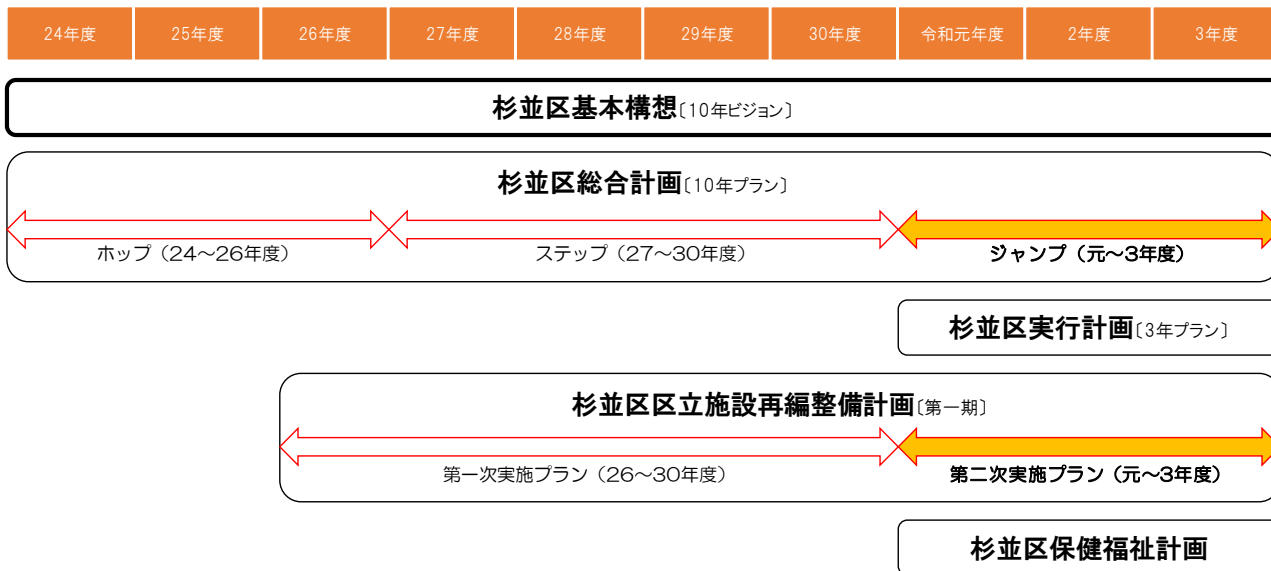 24年度 25年度 26年度 27年度 28年度 29年度 30年度 令和元年度 2年度 3年度
杉並区基本構想〔10年ビジョン〕
杉並区総合計画〔10年プラン〕
ホップ（24～26年度） ステップ（27～30年度） ジャンプ（元～3年度）
杉並区実行計画〔3年プラン〕
杉並区区立施設再編整備計画〔第一期〕
第一次実施プラン（26～30年度） 第二次実施プラン（元～3年度）
杉並区保健福祉計画